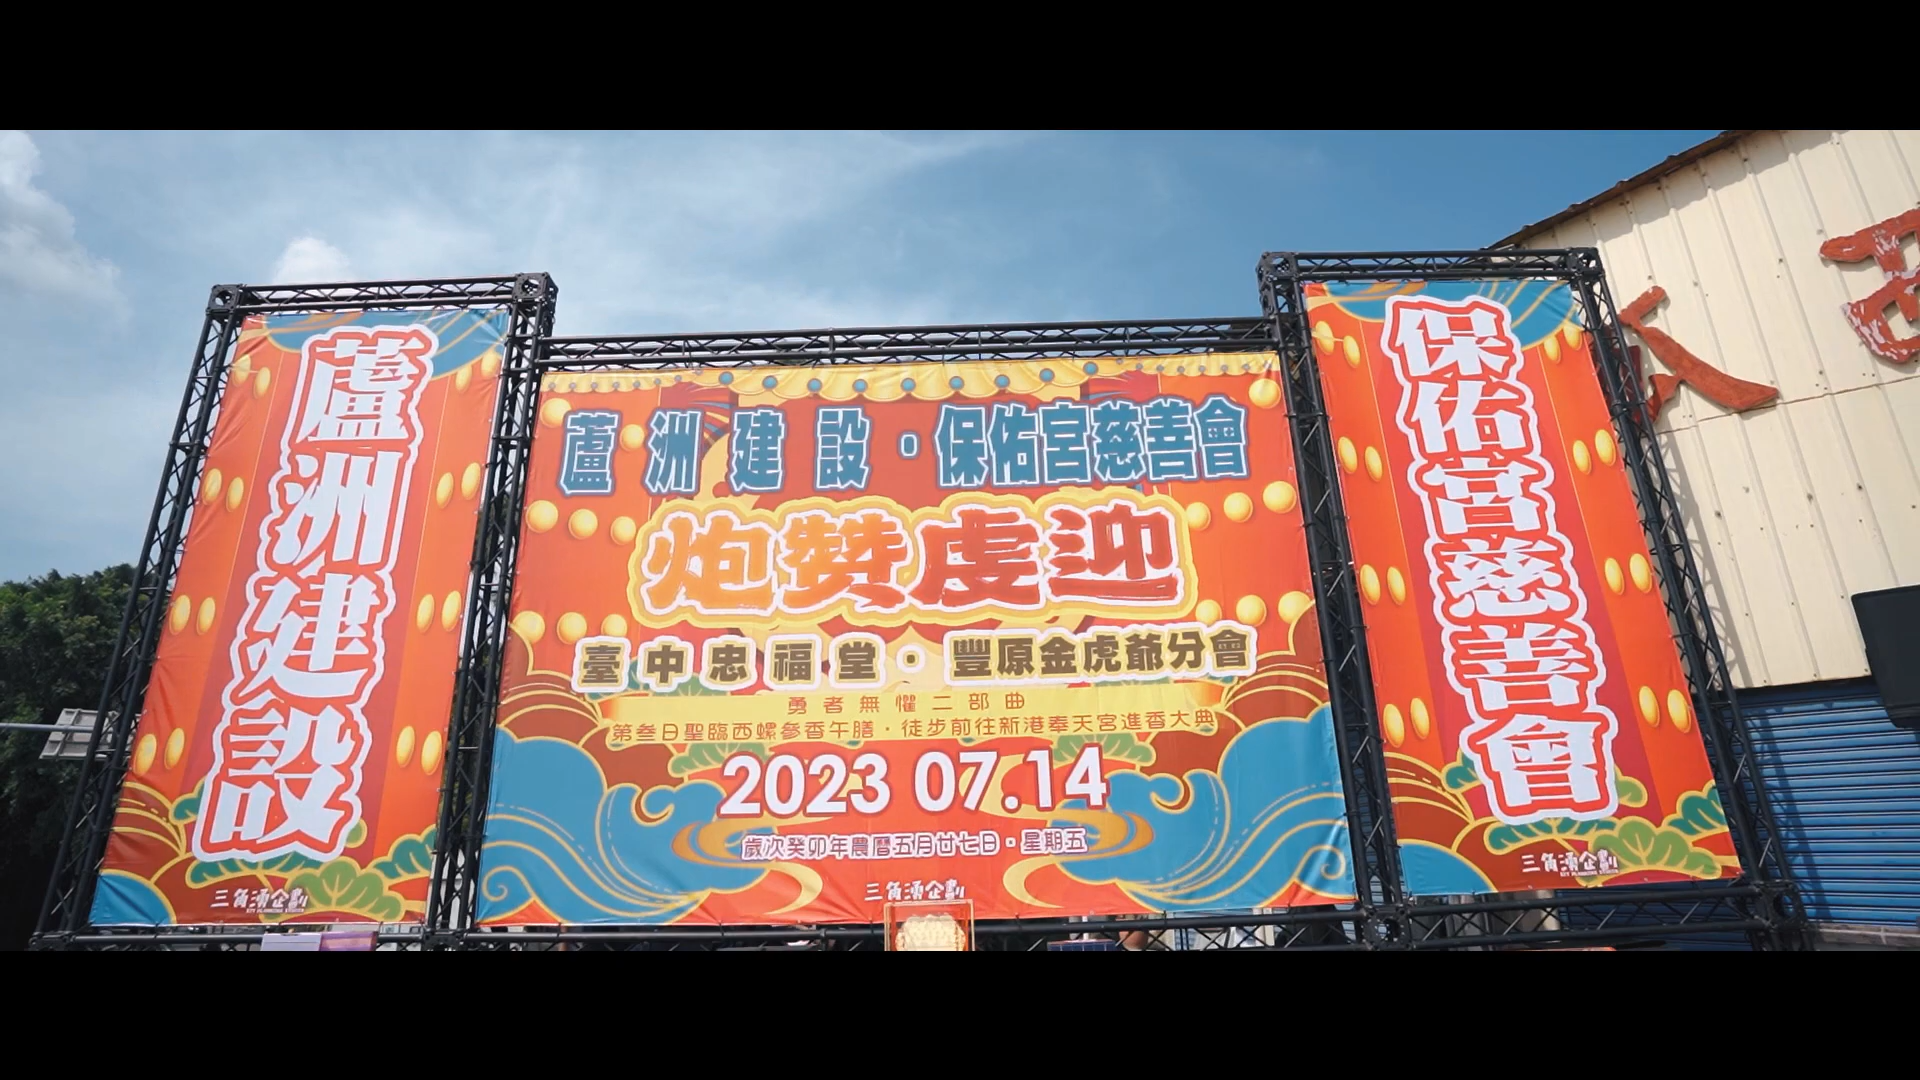 蘆洲建設
三角湧企劃
蘆洲建設・保佑宮慈善會
炮贊虎迎
臺中忠福堂・豐原金虎爺分會
勇者無懼二部曲
第叁日聖臨西螺參香午膳・徒步前往新港奉天宮進香大典
2023 07.14
歲次癸卯年農曆五月廿七日・星期五
三角湧企劃
保佑宮慈善會
三角湧企劃